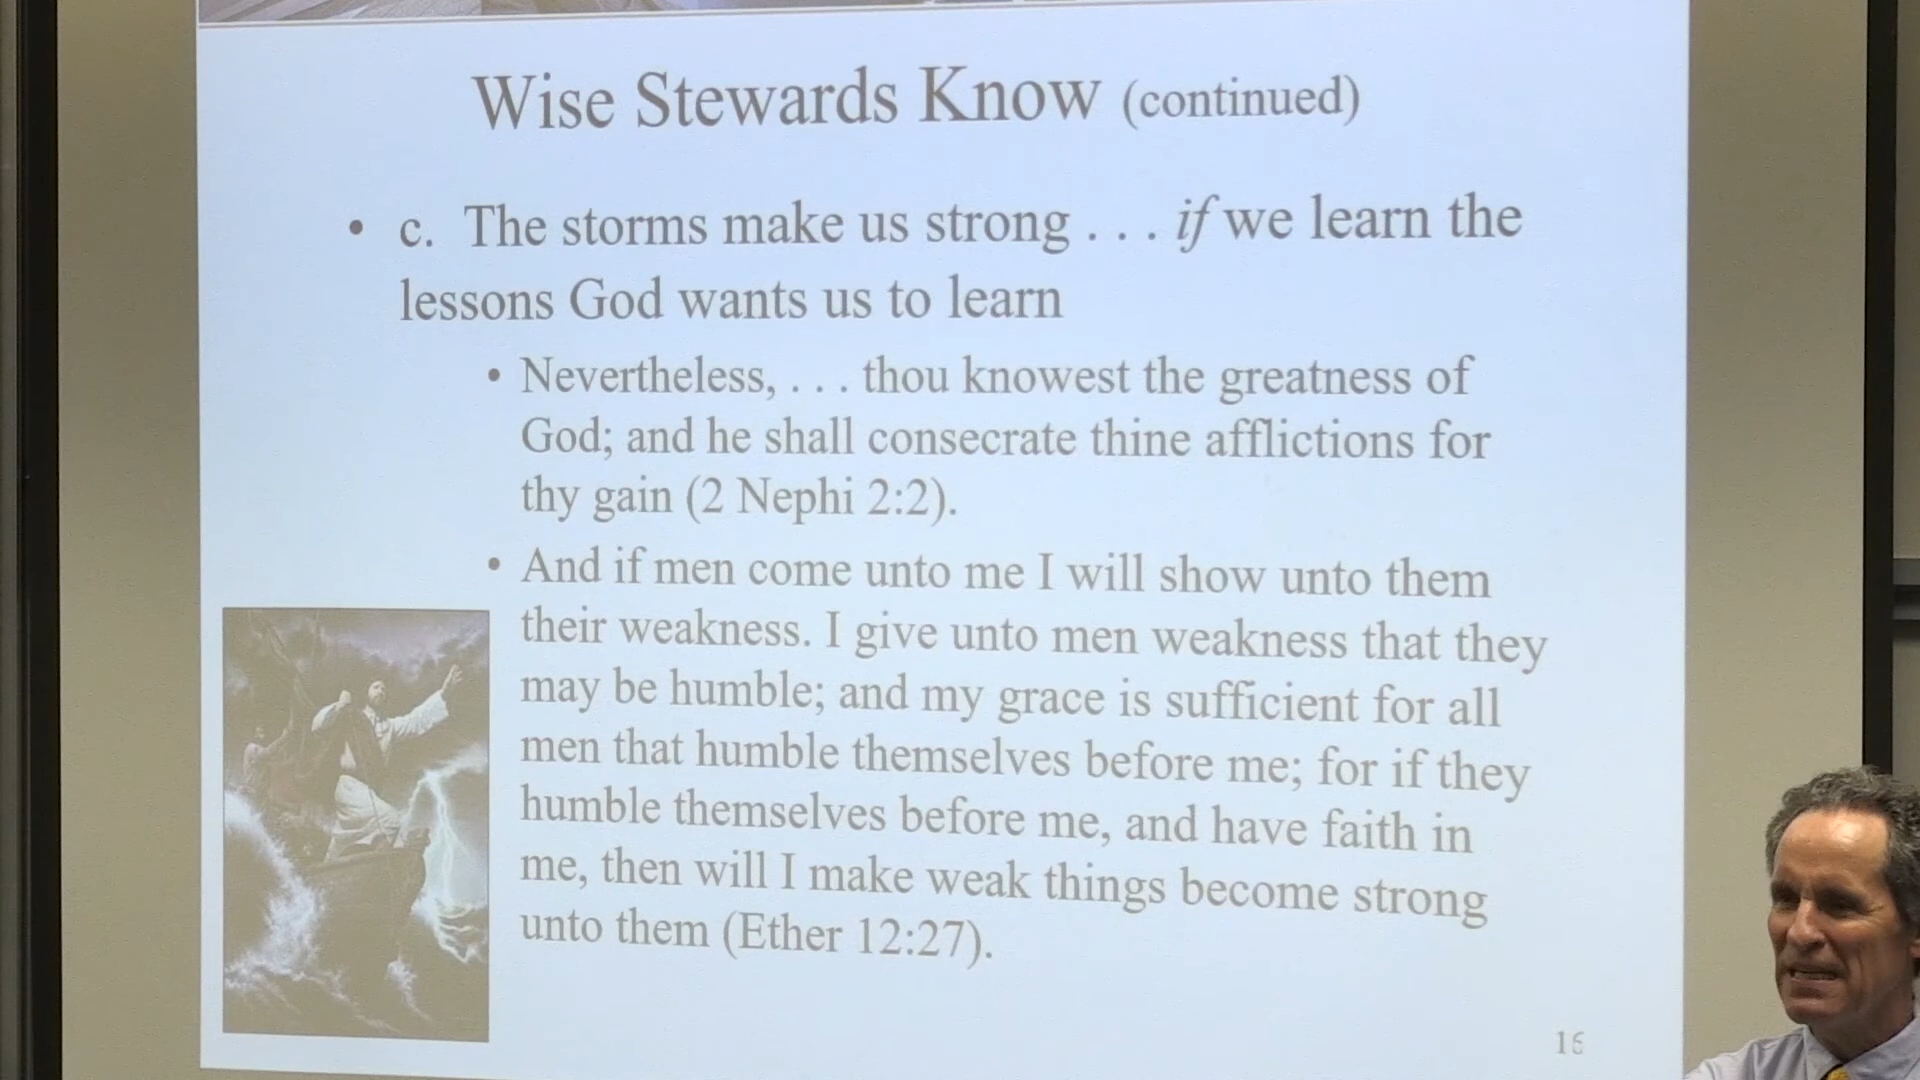 Wise Stewards Know (continued)
• c. The storms make us strong . . . if we learn the
lessons God wants us to learn
• Nevertheless, . . . thou knowest the greatness of
God; and he shall consecrate thine afflictions for
thy gain (2 Nephi 2:2).
• And if men come unto me I will show unto them
their weakness. I give unto men weakness that they
may be humble; and my grace is sufficient for all
men that humble themselves before me; for if they
humble themselves before me, and have faith in
me, then will I make weak things become strong
unto them (Ether 12:27).
16